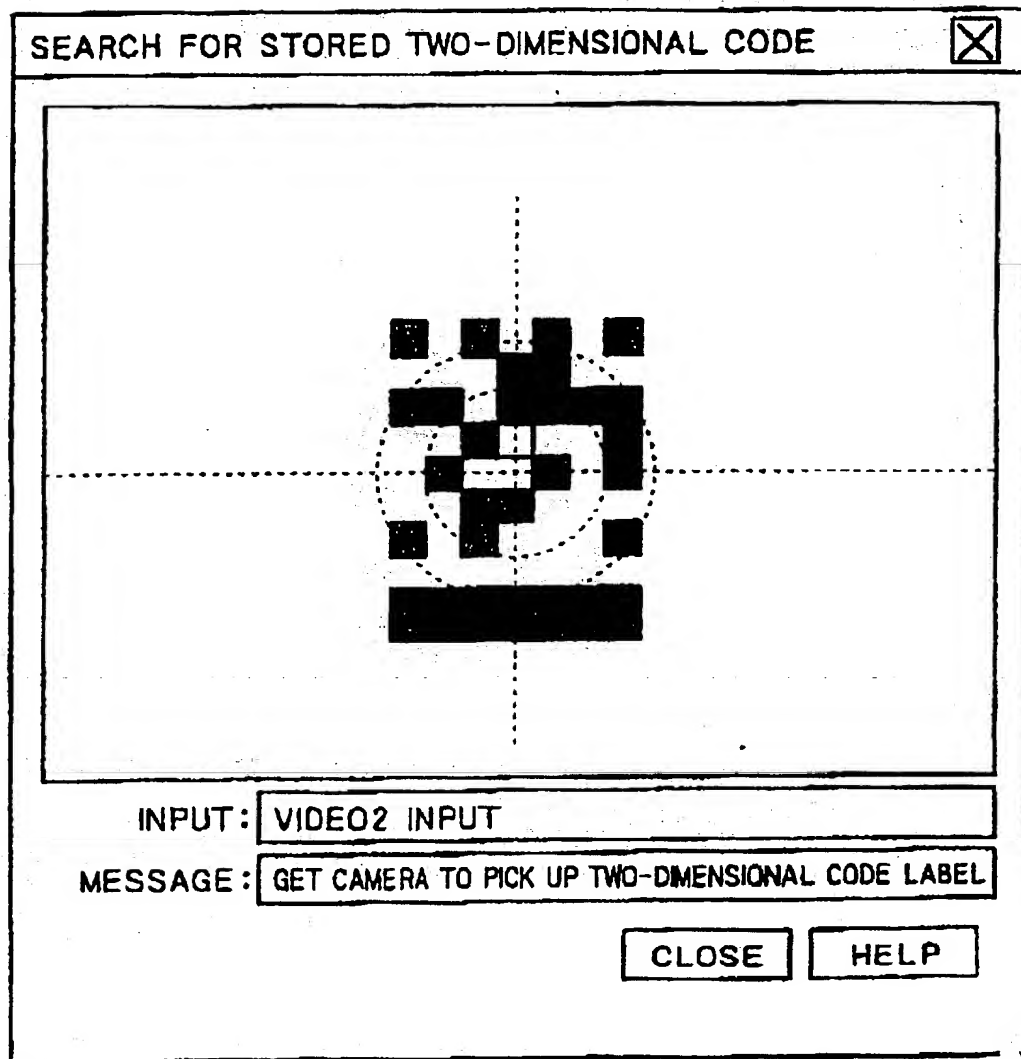 SEARCH FOR STORED TWO-DIMENSIONAL CODE
INPUT: VIDEO2 INPUT
MESSAGE: GET CAMERA TO PICK UP TWO-DMENSIONAL CODE LABEL
CLOSE HELP